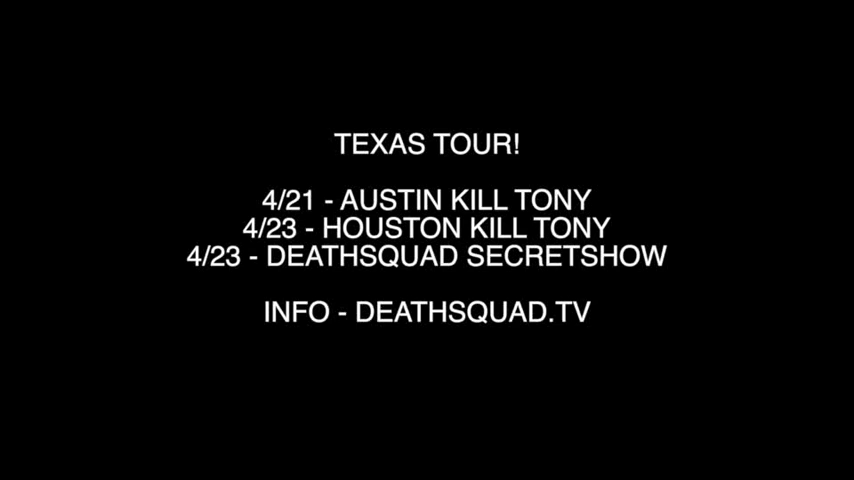 TEXAS TOUR!
4/21 - AUSTIN KILL TONY
4/23 - HOUSTON KILL TONY
4/23 - DEATHSQUAD SECRETSHOW
INFO - DEATHSQUAD.TV